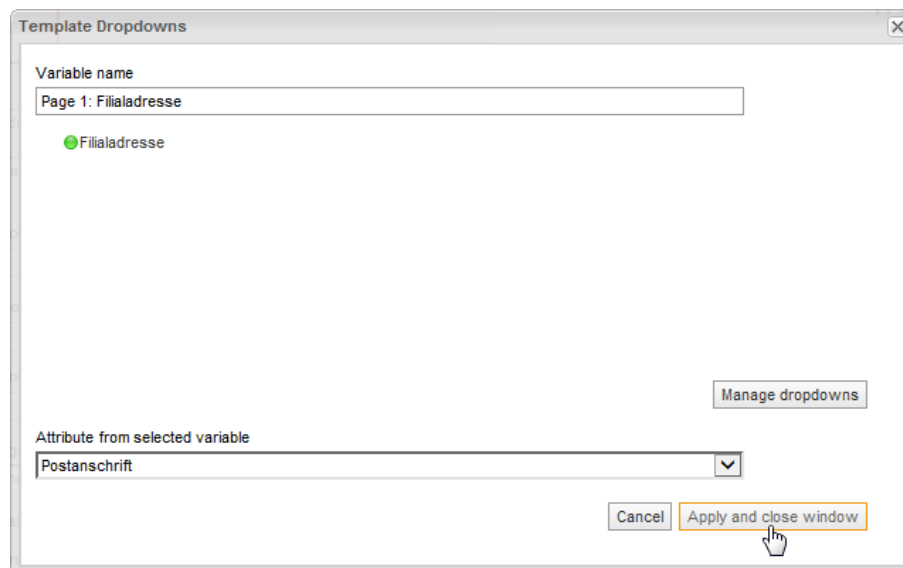 Template Dropdowns
Variable name
Page 1: Filialadresse
Filialadresse
Manage dropdowns
Attribute from selected variable
Postanschrift
Cancel
Apply and close window